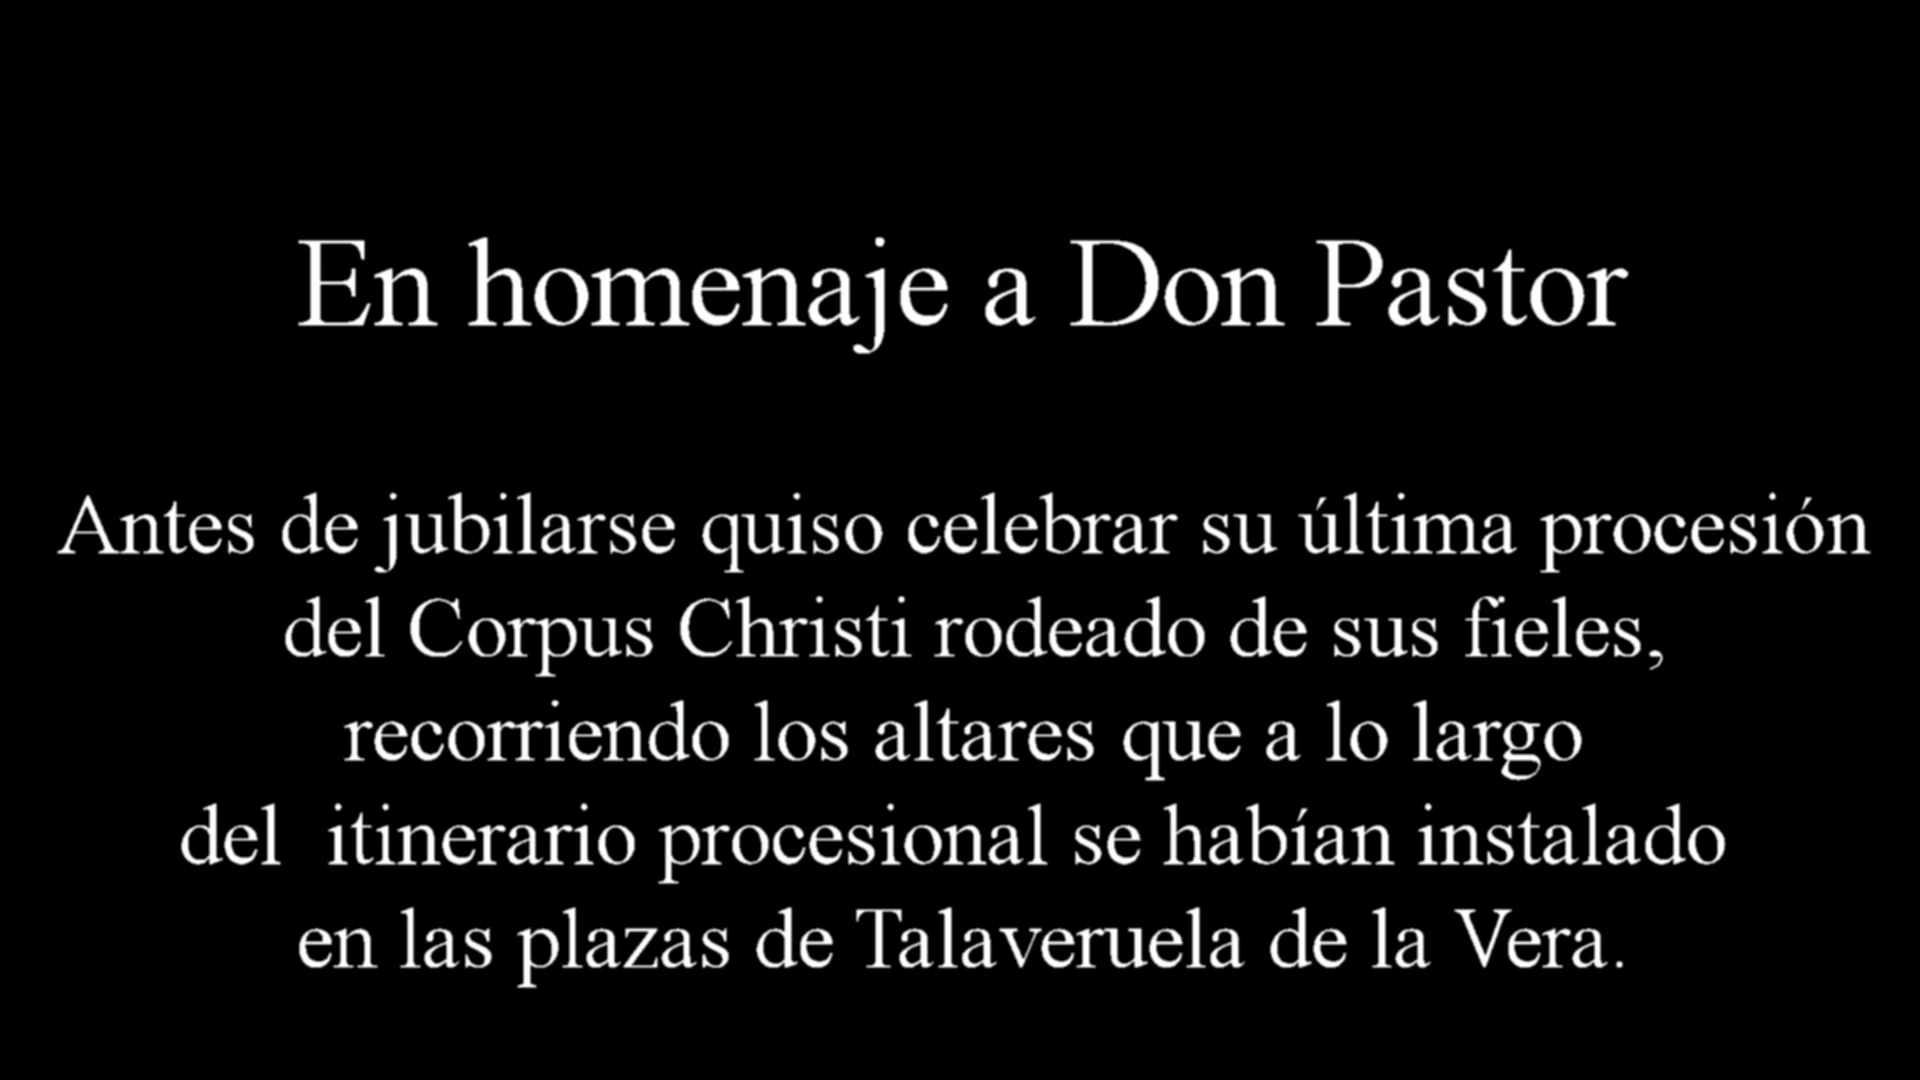 En homenaje a Don Pastor
Antes de jubilarse quiso celebrar su última procesión
del Corpus Christi rodeado de sus fieles,
recorriendo los altares que a lo largo
del  itinerario procesional se habían instalado
en las plazas de Talaveruela de la Vera.